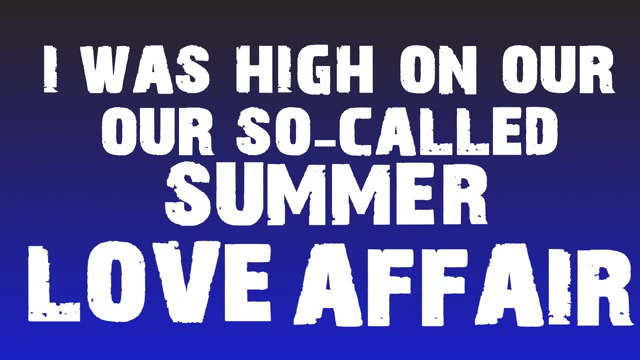 I WAS HIGH ON OUR
OUR SO-CALLED
SUMMER
LOVE AFFAIR